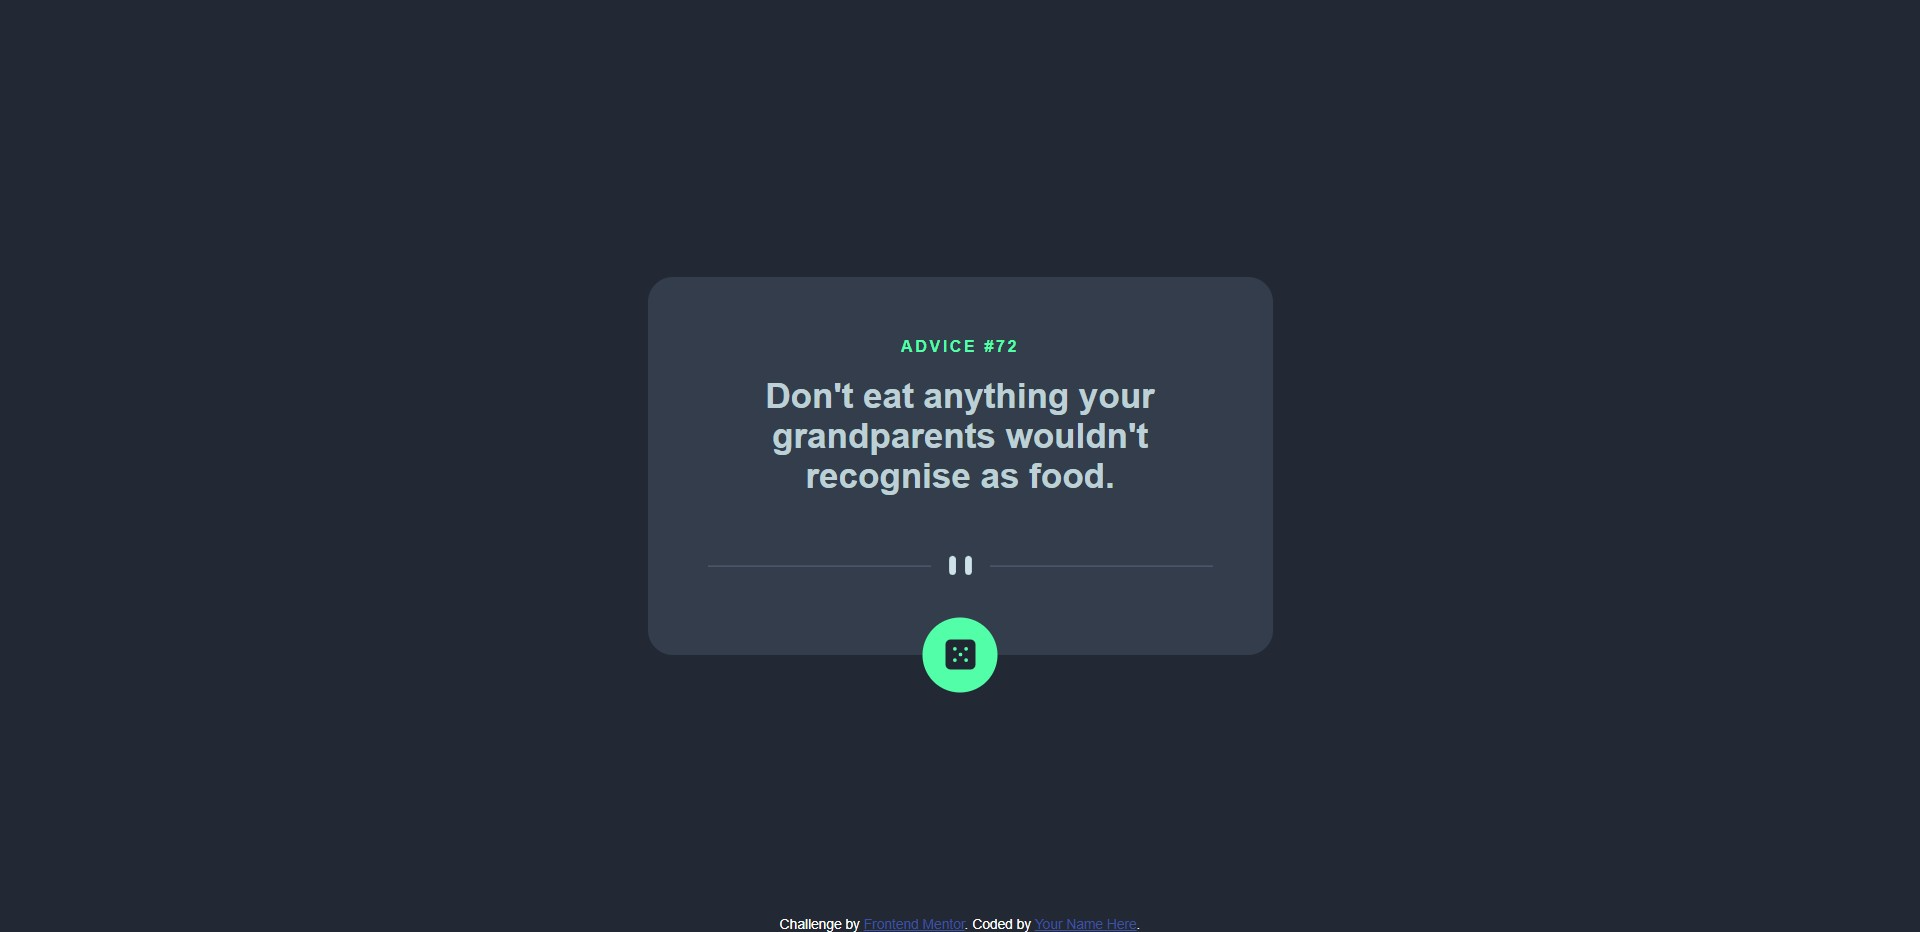 ADVICE #72
Don't eat anything your
grandparents wouldn't
recognise as food.
Challenge by Frontend Mentor. Coded by Your Name Here.